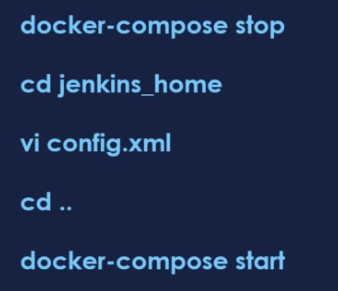 docker-compose stop
cd jenkins_home
vi config.xml
cd ..
docker-compose start